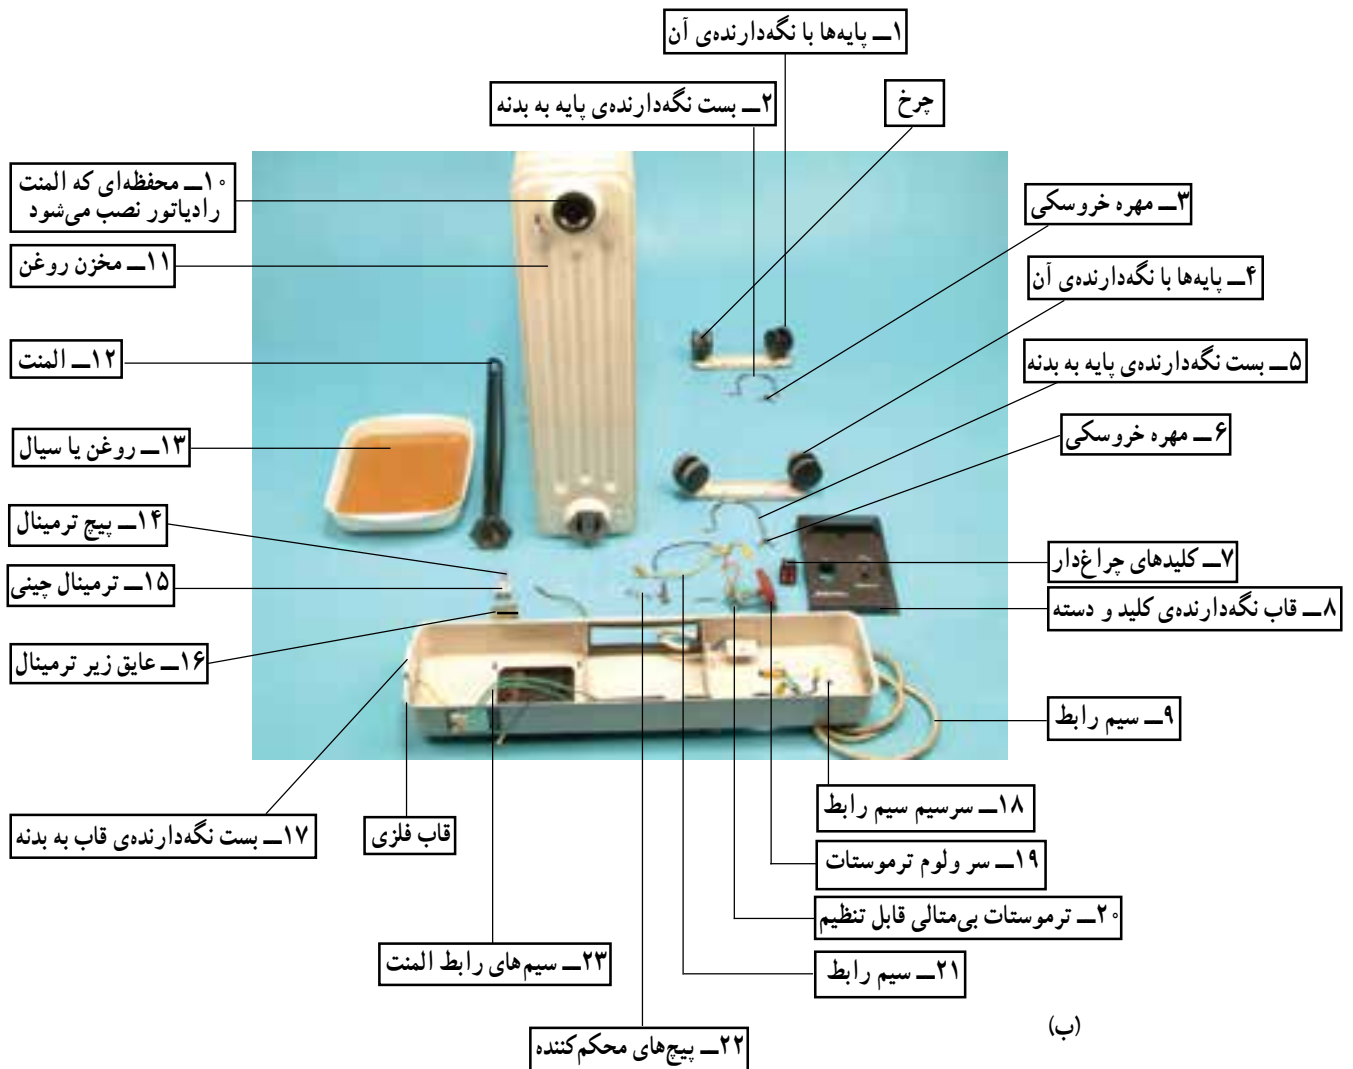 ۱ــ پایه‌ها با نگه‌دارنده‌ی آن
۲ــ بست نگه‌دارنده‌ی پایه به بدنه
چرخ
۳ــ مهره خروسکی
۴ــ پایه‌ها با نگه‌دارنده‌ی آن
۵ــ بست نگه‌دارنده‌ی پایه به بدنه
۶ــ مهره خروسکی
۷ــ کلیدهای چراغ‌دار
۸ــ قاب نگه‌دارنده‌ی کلید و دسته
۹ــ سیم رابط
۱۰ــ محفظه‌ای که المنت
رادیاتور نصب می‌شود
۱۱ــ مخزن روغن
۱۲ــ المنت
۱۳ــ روغن یا سیال
۱۴ــ پیچ ترمینال
۱۵ــ ترمینال چینی
۱۶ــ عایق زیر ترمینال
۱۷ــ بست نگه‌دارنده‌ی قاب به بدنه
قاب فلزی
۱۸ــ سرسیم سیم رابط
۱۹ــ سر ولوم ترموستات
۲۰ــ ترموستات بی‌متالی قابل تنظیم
۲۱ــ سیم رابط
۲۲ــ پیچ‌های محکم‌کننده
۲۳ــ سیم‌های رابط المنت
(ب)